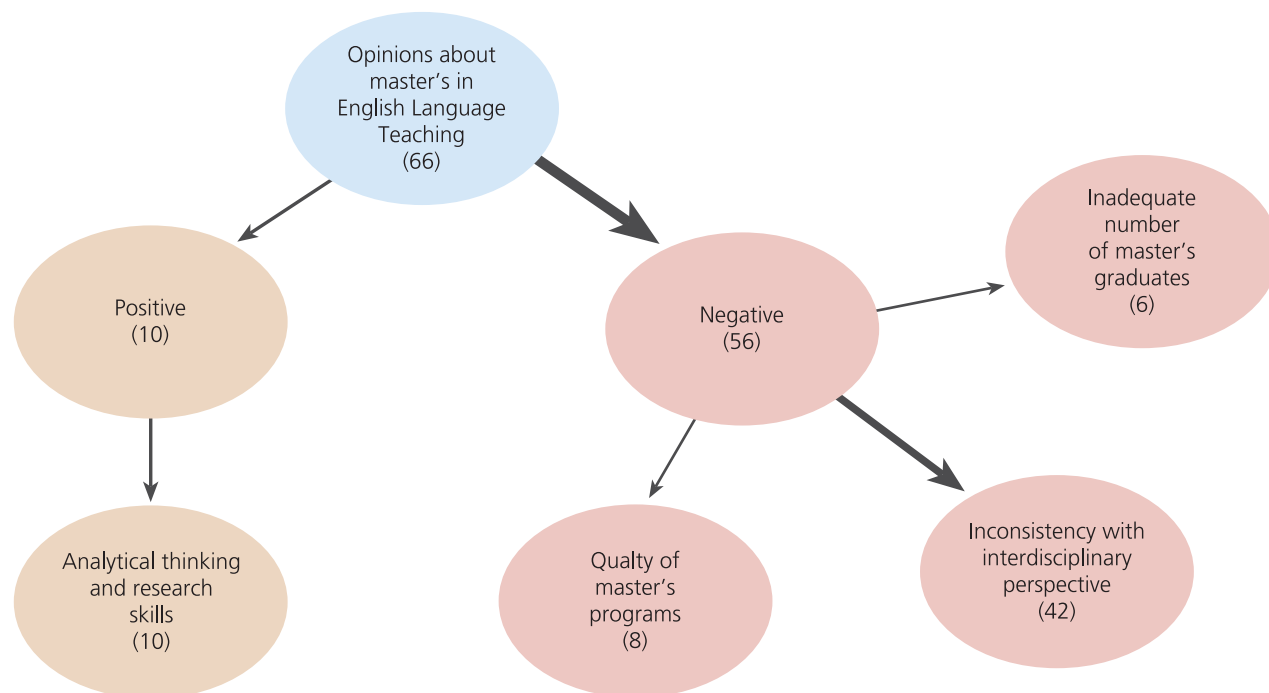 Opinions about
master's in
English Language
Teaching
(66)
Inadequate
number
of master's
graduates
(6)
Positive
(10)
Negative
(56)
Analytical thinking
and research
skills
(10)
Qualty of
master's
programs
(8)
Inconsistency with
interdisciplinary
perspective
(42)